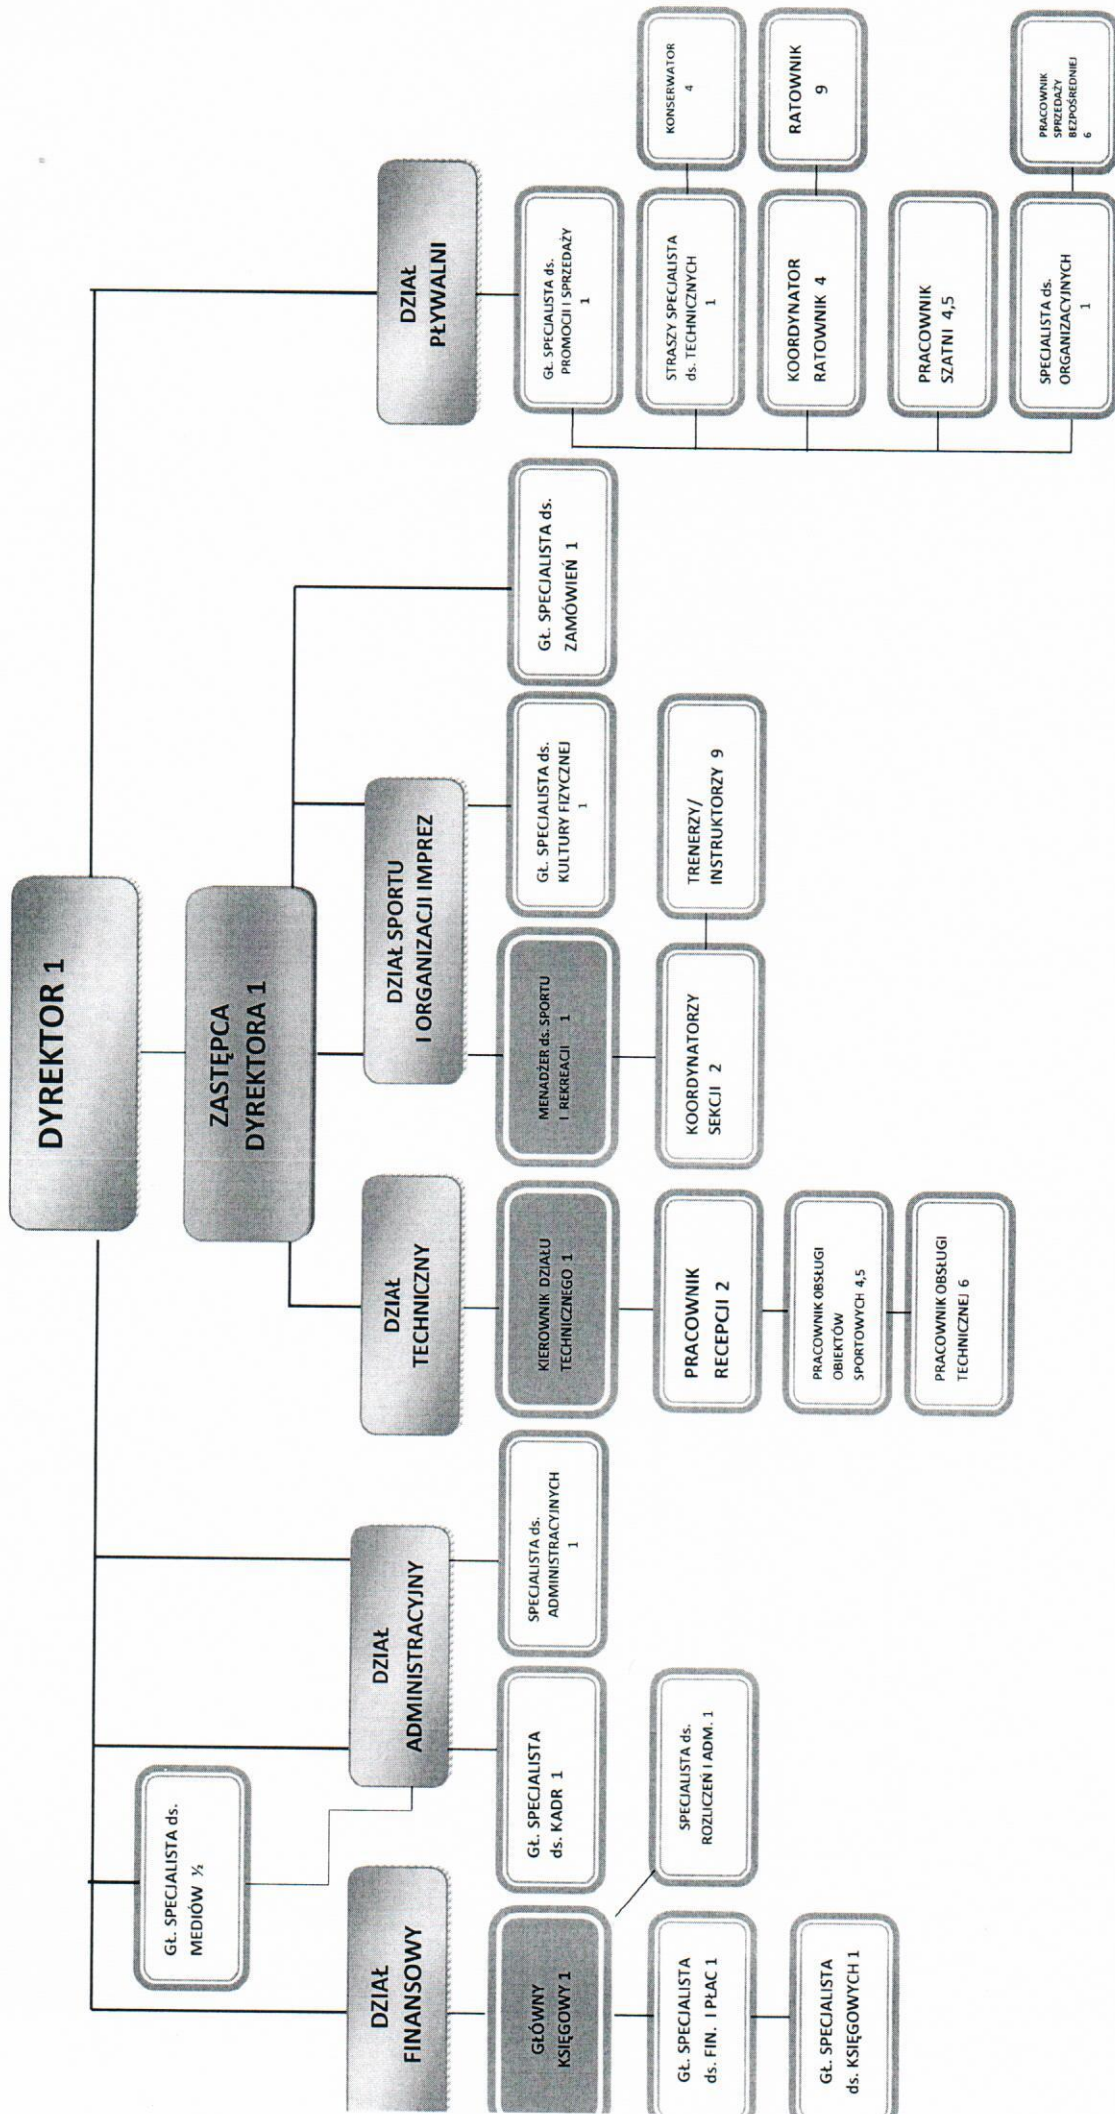 DYREKTOR 1
ZASTĘPCA
DYREKTORA 1
GŁ. SPECJALISTA ds.
MEDIÓW ½
DZIAŁ
FINANSOWY
DZIAŁ
ADMINISTRACYJNY
DZIAŁ
TECHNICZNY
DZIAŁ SPORTU
I ORGANIZACJI IMPREZ
DZIAŁ
PŁYWALNI
GŁÓWNY
KSIĘGOWY 1
GŁ. SPECJALISTA
ds. KADR 1
SPECJALISTA ds.
ADMINISTRACYJNYCH
1
KIEROWNIK DZIAŁU
TECHNICZNEGO 1
MENADŻER ds. SPORTU
I REKREACJI 1
GŁ. SPECJALISTA ds.
KULTURY FIZYCZNEJ
1
GŁ. SPECJALISTA ds.
ZAMÓWIEŃ 1
GŁ. SPECJALISTA ds.
PROMOCJI I SPRZEDAŻY
1
GŁ. SPECJALISTA
ds. FIN. I PŁAC 1
SPECJALISTA ds.
ROZLICZEŃ I ADM. 1
PRACOWNIK
RECEPCJI 2
KOORDYNATORZY
SEKCJI 2
TRENERZY/
INSTRUKTORZY 9
STRASZY SPECJALISTA
ds. TECHNICZNYCH
1
KONSERWATOR
4
GŁ. SPECJALISTA
ds. KSIĘGOWYCH 1
PRACOWNIK OBSŁUGI
OBIEKTÓW
SPORTOWYCH 4,5
KOORDYNATOR
RATOWNIK 4
RATOWNIK
9
PRACOWNIK OBSŁUGI
TECHNICZNEJ 6
PRACOWNIK
SZATNI 4,5
SPECJALISTA ds.
ORGANIZACYJNYCH
1
PRACOWNIK
SPRZEDAŻY
BEZPOŚREDNIEJ
6